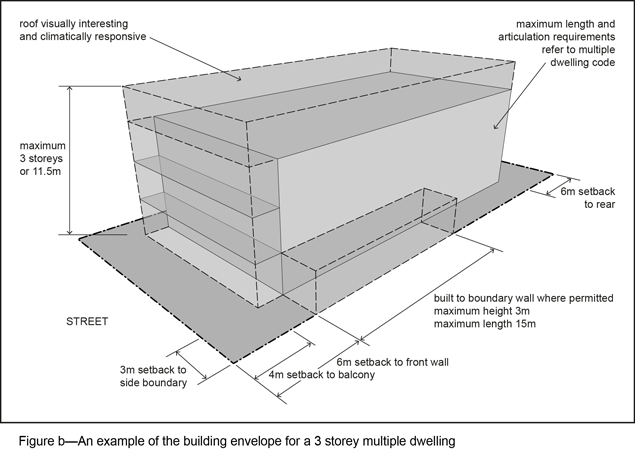 roof visually interesting
and climatically responsive
maximum length and
articulation requirements
refer to multiple
dwelling code
maximum
3 storeys
or 11.5m
6m setback
to rear
built to boundary wall where permitted
maximum height 3m
maximum length 15m
STREET
6m setback to front wall
3m setback to
side boundary
4m setback to balcony
Figure b—An example of the building envelope for a 3 storey multiple dwelling